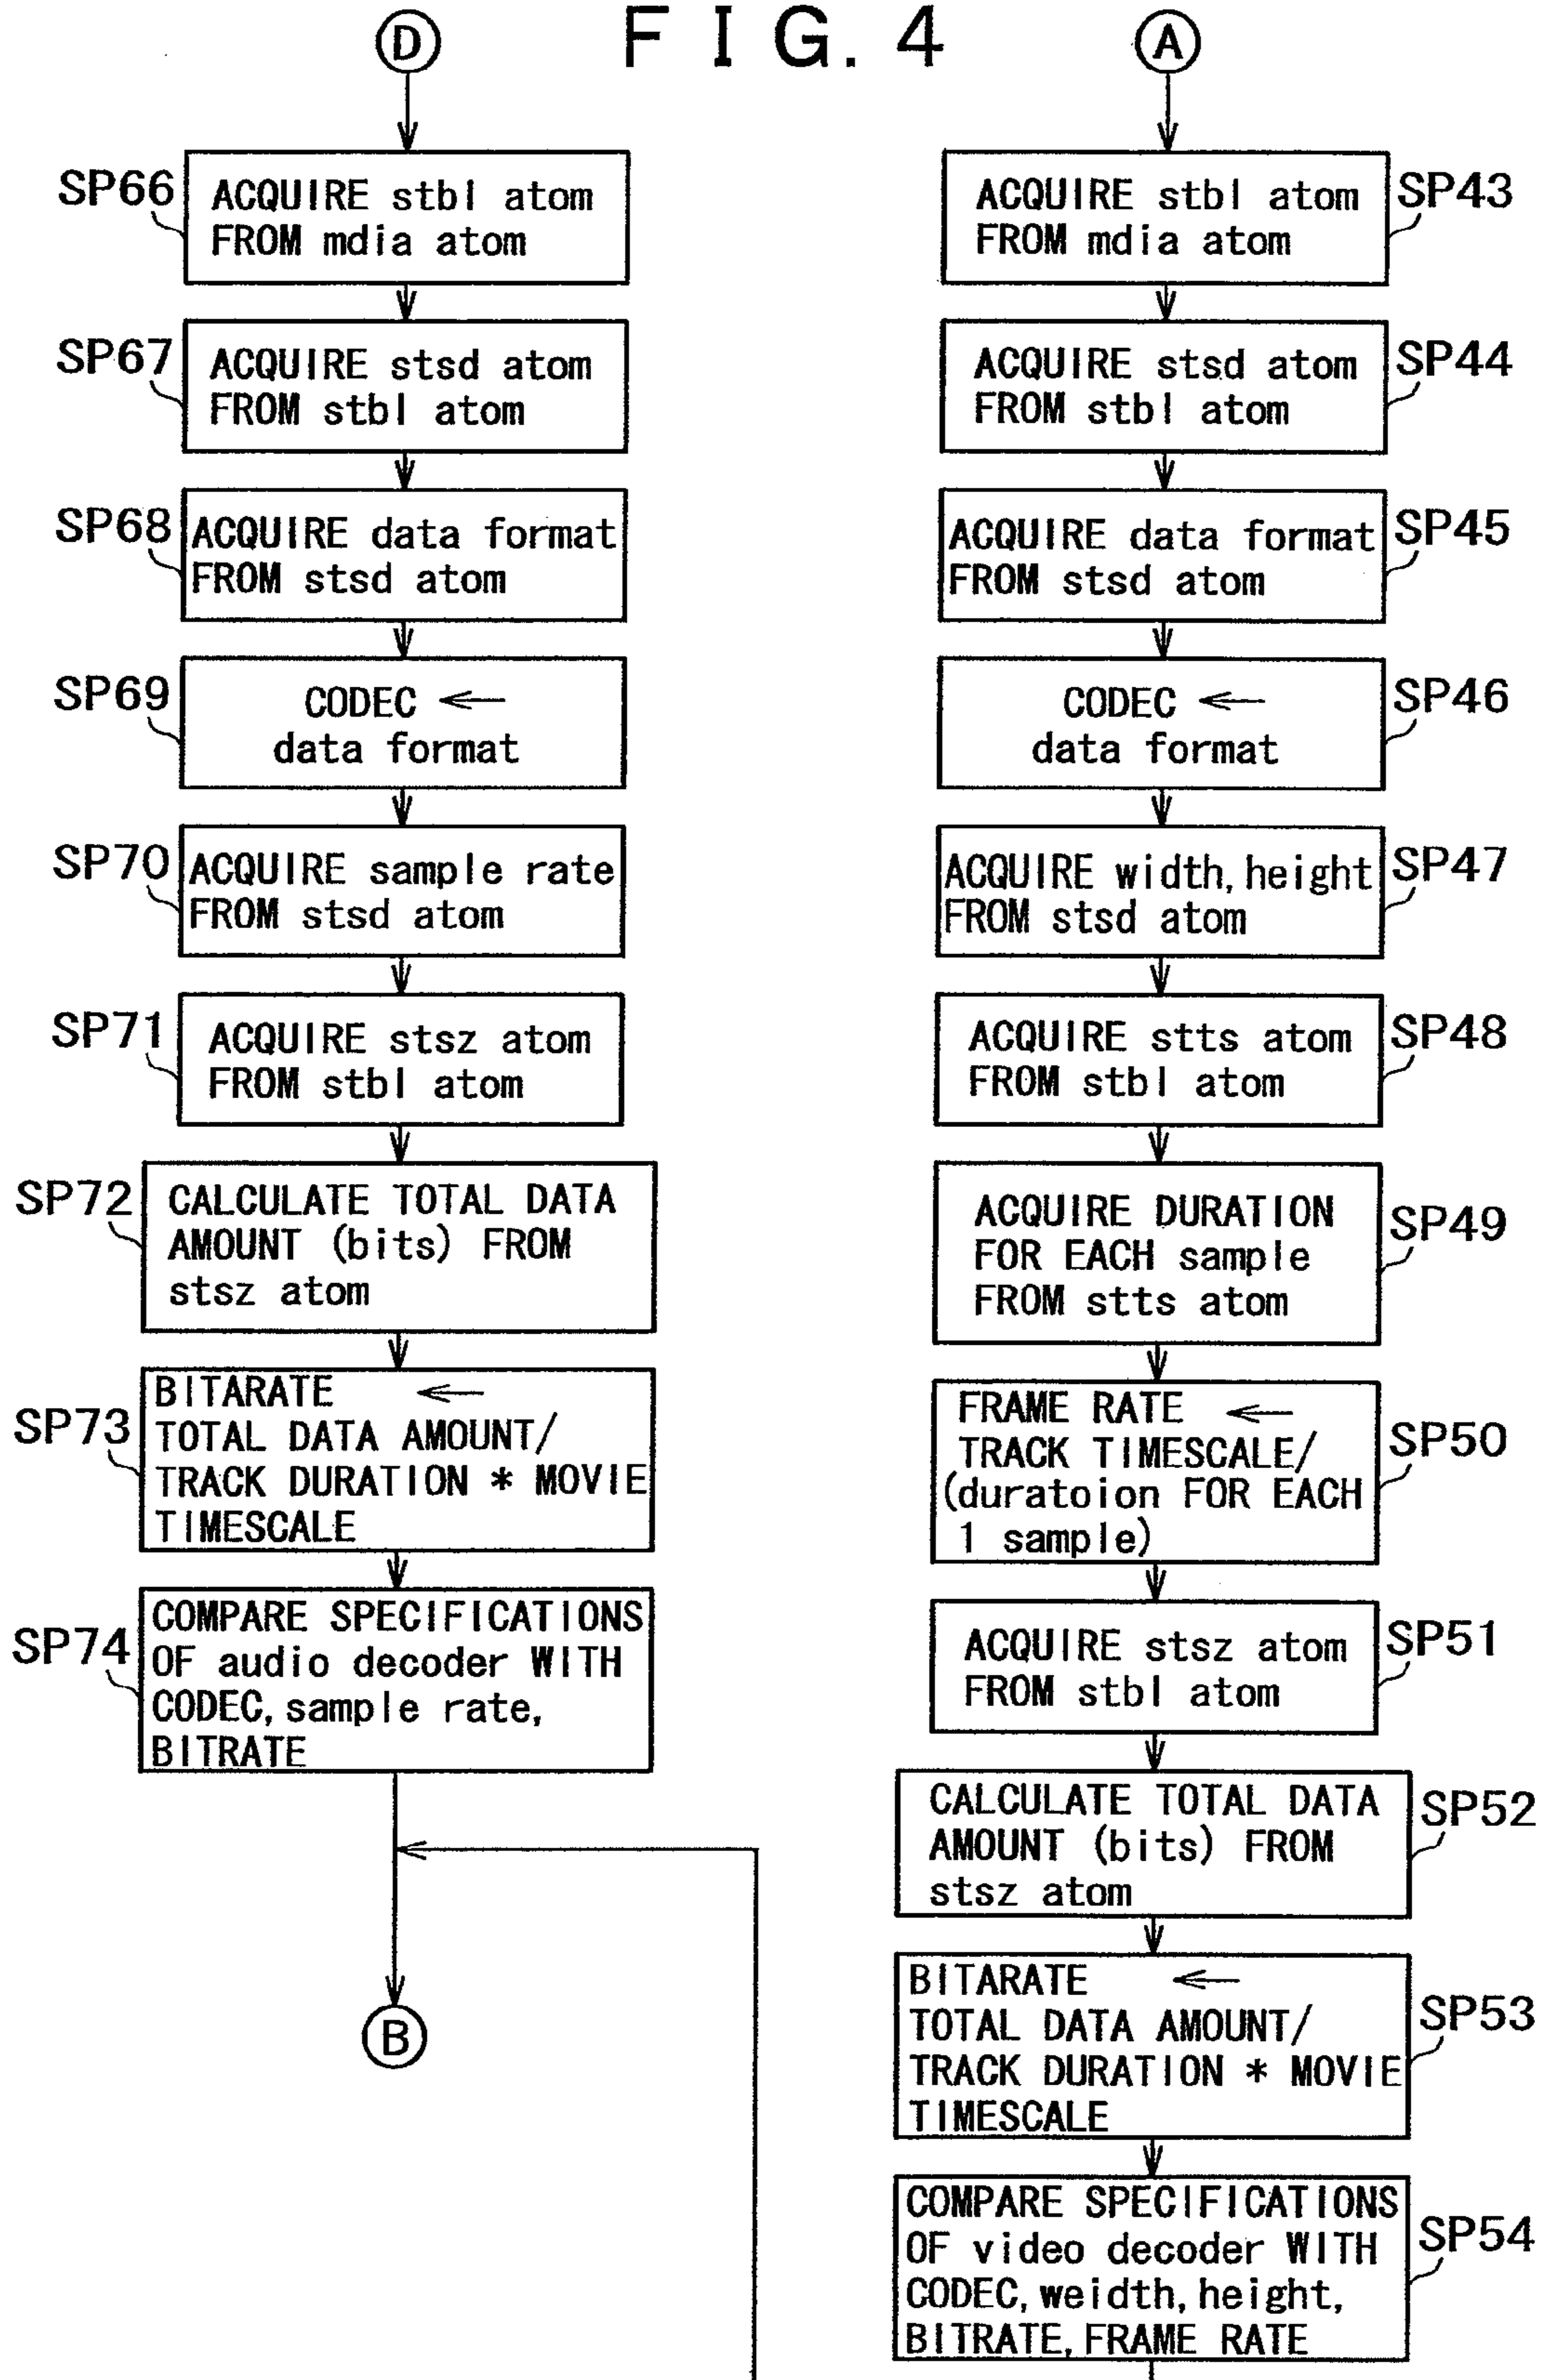 FIG. 4
D
SP66
ACQUIRE stbl atom
FROM mdia atom
SP67
ACQUIRE stsd atom
FROM stbl atom
SP68
ACQUIRE data format
FROM stsd atom
SP69
CODEC ←
data format
SP70
ACQUIRE sample rate
FROM stsd atom
SP71
ACQUIRE stsz atom
FROM stbl atom
SP72
CALCULATE TOTAL DATA
AMOUNT (bits) FROM
stsz atom
SP73
BITARATE ←
TOTAL DATA AMOUNT/
TRACK DURATION * MOVIE
TIMESCALE
SP74
COMPARE SPECIFICATIONS
OF audio decoder WITH
CODEC, sample rate,
BITRATE
B
A
SP43
ACQUIRE stbl atom
FROM mdia atom
SP44
ACQUIRE stsd atom
FROM stbl atom
SP45
ACQUIRE data format
FROM stsd atom
SP46
CODEC ←
data format
SP47
ACQUIRE width, height
FROM stsd atom
SP48
ACQUIRE stts atom
FROM stbl atom
SP49
ACQUIRE DURATION
FOR EACH sample
FROM stts atom
SP50
FRAME RATE ←
TRACK TIMESCALE/
(duratoion FOR EACH
1 sample)
SP51
ACQUIRE stsz atom
FROM stbl atom
SP52
CALCULATE TOTAL DATA
AMOUNT (bits) FROM
stsz atom
SP53
BITARATE ←
TOTAL DATA AMOUNT/
TRACK DURATION * MOVIE
TIMESCALE
SP54
COMPARE SPECIFICATIONS
OF video decoder WITH
CODEC, weidth, height,
BITRATE, FRAME RATE